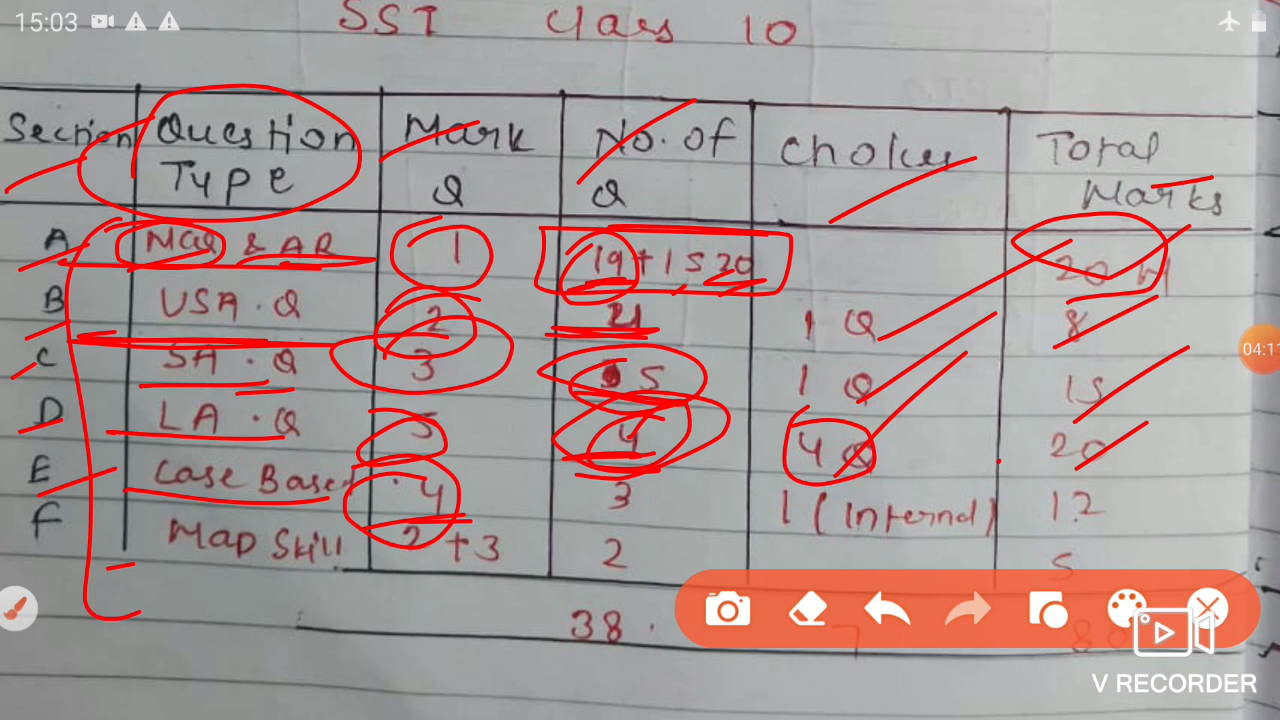 15:03
SST Class 10
Section Question Type Mark Q No. of Q Choice Total Marks
A MCQ & AR 1 19+1 = 20 20 M
B VSA.Q 2 4 1 Q 8
C SA.Q 3 5 1 Q 15
D LA.Q 5 4 4 Q 20
E Case Based 4 3 1 (Internal) 12
F Map Skill 2+3 2 5
38. 7 80
04:11
V RECORDER